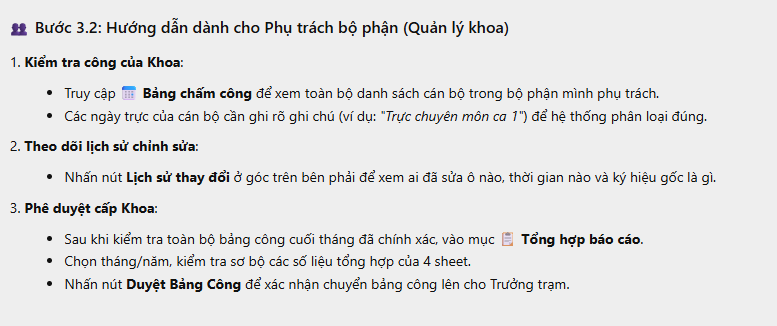 👥 Bước 3.2: Hướng dẫn dành cho Phụ trách bộ phận (Quản lý khoa)
1. Kiểm tra công của Khoa:
• Truy cập 📅 Bảng chấm công để xem toàn bộ danh sách cán bộ trong bộ phận mình phụ trách.
• Các ngày trực của cán bộ cần ghi rõ ghi chú (ví dụ: "Trực chuyên môn ca 1") để hệ thống phân loại đúng.
2. Theo dõi lịch sử chỉnh sửa:
• Nhấn nút Lịch sử thay đổi ở góc trên bên phải để xem ai đã sửa ô nào, thời gian nào và ký hiệu gốc là gì.
3. Phê duyệt cấp Khoa:
• Sau khi kiểm tra toàn bộ bảng công cuối tháng đã chính xác, vào mục 📋 Tổng hợp báo cáo.
• Chọn tháng/năm, kiểm tra sơ bộ các số liệu tổng hợp của 4 sheet.
• Nhấn nút Duyệt Bảng Công để xác nhận chuyển bảng công lên cho Trưởng trạm.